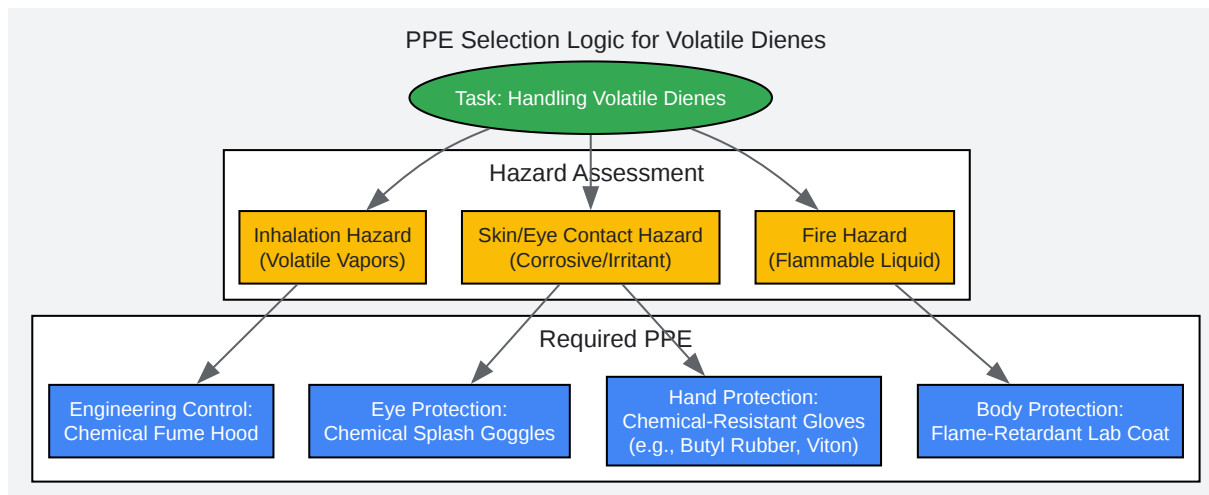 PPE Selection Logic for Volatile Dienes
Task: Handling Volatile Dienes
Hazard Assessment
Inhalation Hazard
(Volatile Vapors)
Skin/Eye Contact Hazard
(Corrosive/Irritant)
Fire Hazard
(Flammable Liquid)
Required PPE
Engineering Control:
Chemical Fume Hood
Eye Protection:
Chemical Splash Goggles
Hand Protection:
Chemical-Resistant Gloves
(e.g., Butyl Rubber, Viton)
Body Protection:
Flame-Retardant Lab Coat